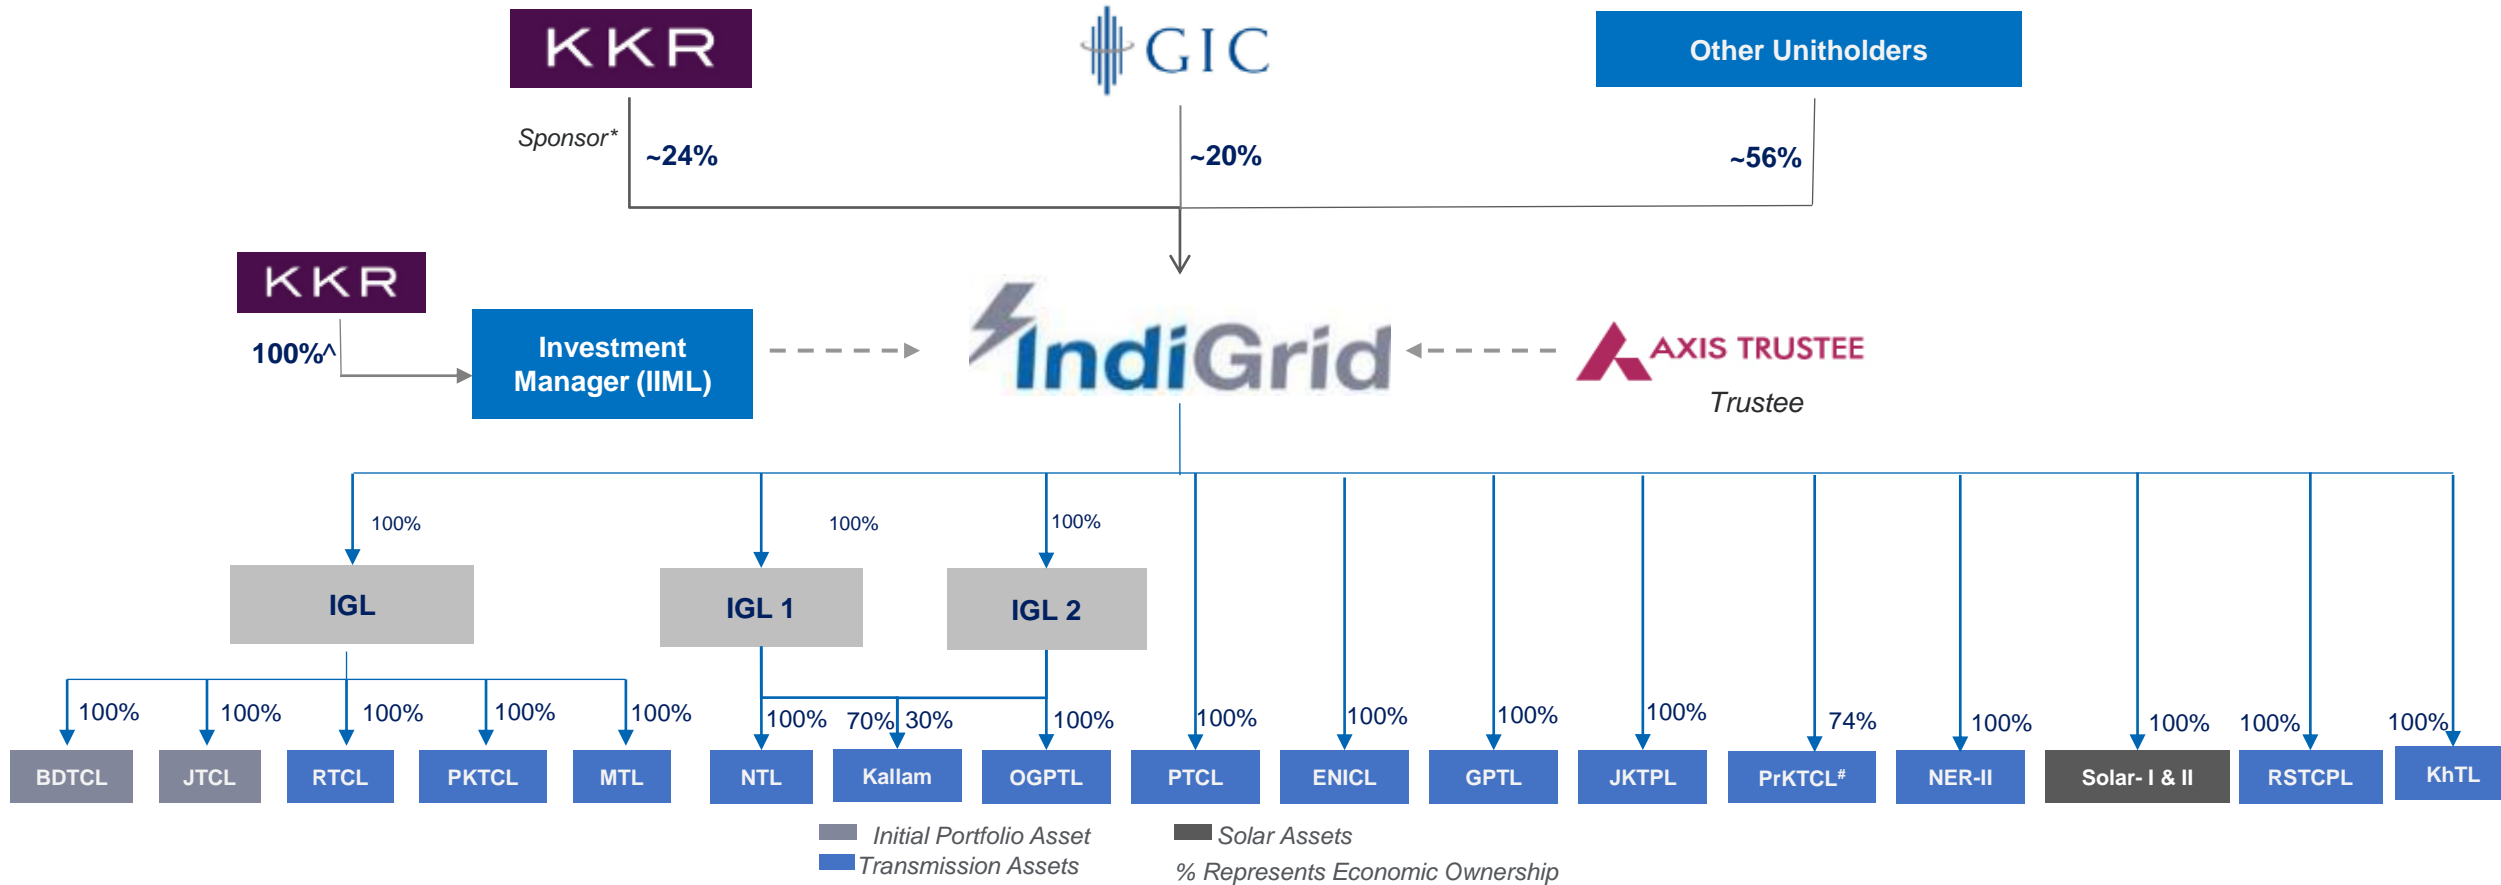 KKR
GIC
Other Unitholders
Sponsor*
~24%
~20%
~56%
KKR
100%^
Investment
Manager (IIML)
IndiGrid
AXIS TRUSTEE
Trustee
100%
100%
100%
IGL
IGL 1
IGL 2
100%
100%
100%
100%
100%
100%
70%
30%
100%
100%
100%
100%
100%
74%
100%
100%
100%
100%
BDTCL
JTCL
RTCL
PKTCL
MTL
NTL
Kallam
OGPTL
PTCL
ENICL
GPTL
JKTPL
PrKTCL#
NER-II
Solar- I & II
RSTCPL
KhTL
Initial Portfolio Asset
Solar Assets
Transmission Assets
% Represents Economic Ownership